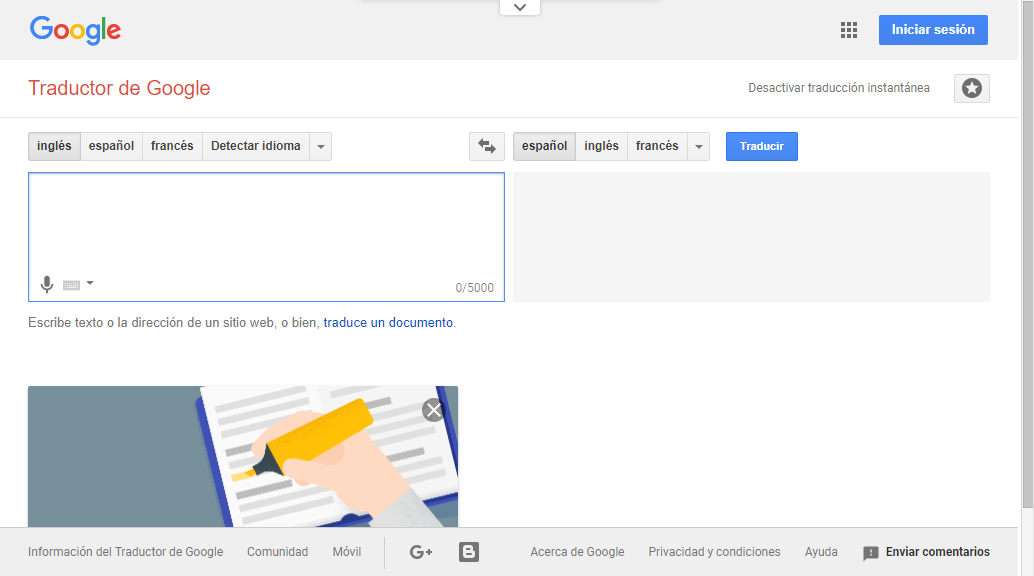 Google
Iniciar sesión
Traductor de Google
Desactivar traducción instantánea
inglés español francés Detectar idioma
español inglés francés Traducir
0/5000
Escribe texto o la dirección de un sitio web, o bien, traduce un documento.
Información del Traductor de Google Comunidad Móvil G+ B Acerca de Google Privacidad y condiciones Ayuda Enviar comentarios